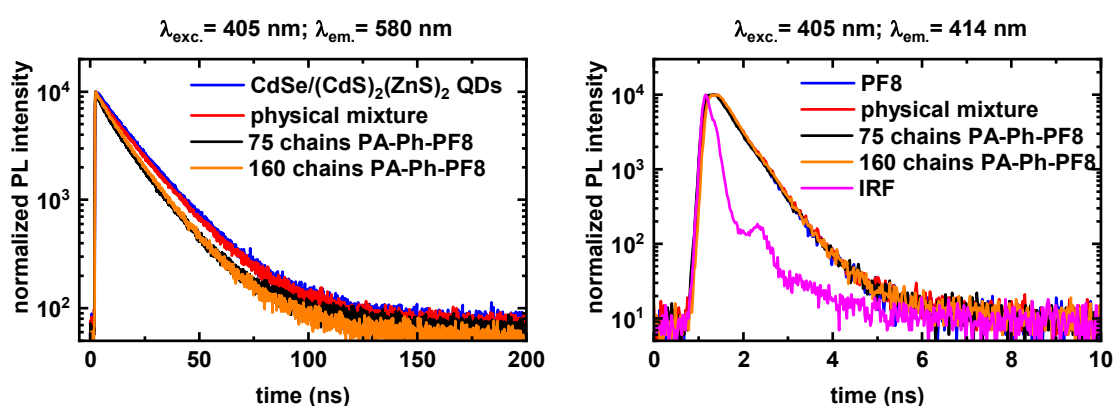 λexc.= 405 nm; λem.= 580 nm
normalized PL intensity
10⁴
10³
10²
CdSe/(CdS)₂(ZnS)₂ QDs
physical mixture
75 chains PA-Ph-PF8
160 chains PA-Ph-PF8
0 50 100 150 200
time (ns)
λexc.= 405 nm; λem.= 414 nm
normalized PL intensity
10⁴
10³
10²
10¹
PF8
physical mixture
75 chains PA-Ph-PF8
160 chains PA-Ph-PF8
IRF
0 2 4 6 8 10
time (ns)